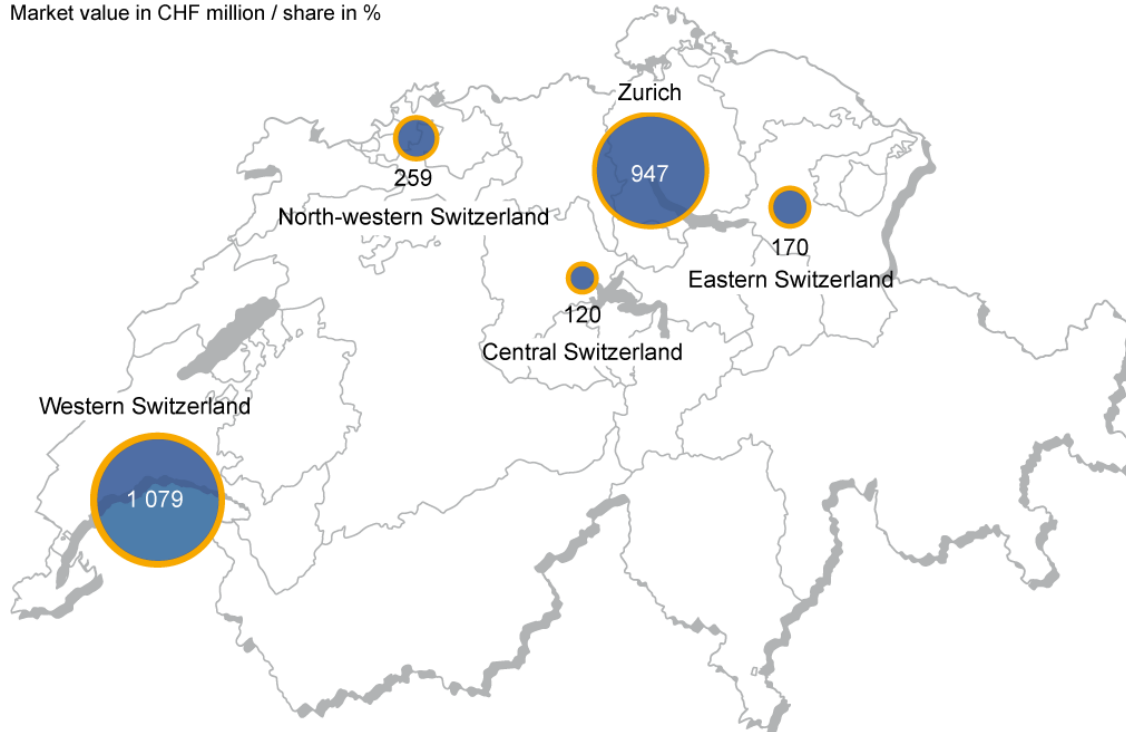 Market value in CHF million / share in %
Zurich
947
259
North-western Switzerland
170
Eastern Switzerland
120
Central Switzerland
Western Switzerland
1 079